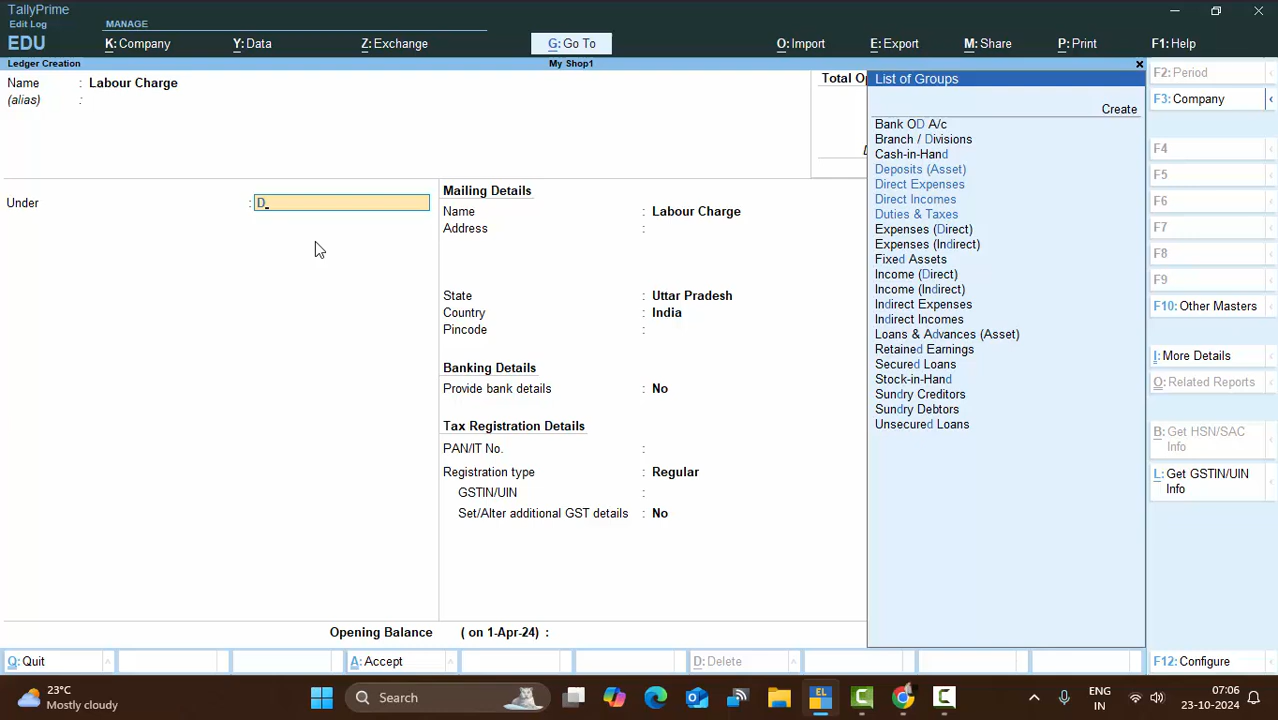 TallyPrime
Edit Log
MANAGE
EDU
K: Company
Y: Data
Z: Exchange
G: Go To
O: Import
E: Export
M: Share
P: Print
F1: Help
Ledger Creation
My Shop1
Name : Labour Charge
(alias) :
Total Op
Under : D
Mailing Details
Name : Labour Charge
Address :
State : Uttar Pradesh
Country : India
Pincode :
Banking Details
Provide bank details : No
Tax Registration Details
PAN/IT No. :
Registration type : Regular
GSTIN/UIN :
Set/Alter additional GST details : No
Opening Balance ( on 1-Apr-24) :
List of Groups
Create
Bank OD A/c
Branch / Divisions
Cash-in-Hand
Deposits (Asset)
Direct Expenses
Direct Incomes
Duties & Taxes
Expenses (Direct)
Expenses (Indirect)
Fixed Assets
Income (Direct)
Income (Indirect)
Indirect Expenses
Indirect Incomes
Loans & Advances (Asset)
Retained Earnings
Secured Loans
Stock-in-Hand
Sundry Creditors
Sundry Debtors
Unsecured Loans
F2: Period
F3: Company
F4
F5
F6
F7
F8
F9
F10: Other Masters
I: More Details
O: Related Reports
B: Get HSN/SAC
Info
L: Get GSTIN/UIN
Info
F12: Configure
Q: Quit
A: Accept
D: Delete
23°C
Mostly cloudy
Search
EL
ENG
IN
07:06
23-10-2024